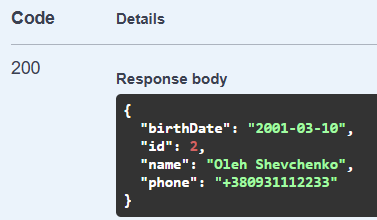 Code Details
200
Response body
{
"birthDate": "2001-03-10",
"id": 2,
"name": "Oleh Shevchenko",
"phone": "+380931112233"
}